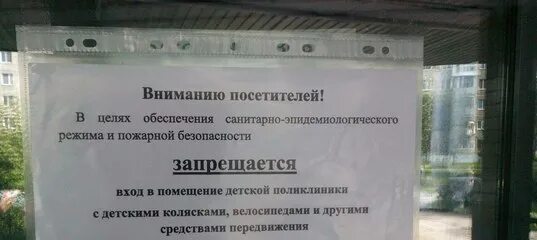 Вниманию посетителей!
В целях обеспечения санитарно-эпидемиологического
режима и пожарной безопасности
запрещается
вход в помещение детской поликлиники
с детскими колясками, велосипедами и другими
средствами передвижения